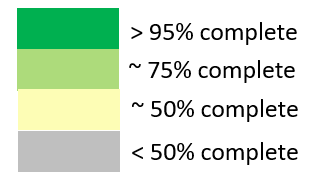 > 95% complete
~ 75% complete
~ 50% complete
< 50% complete